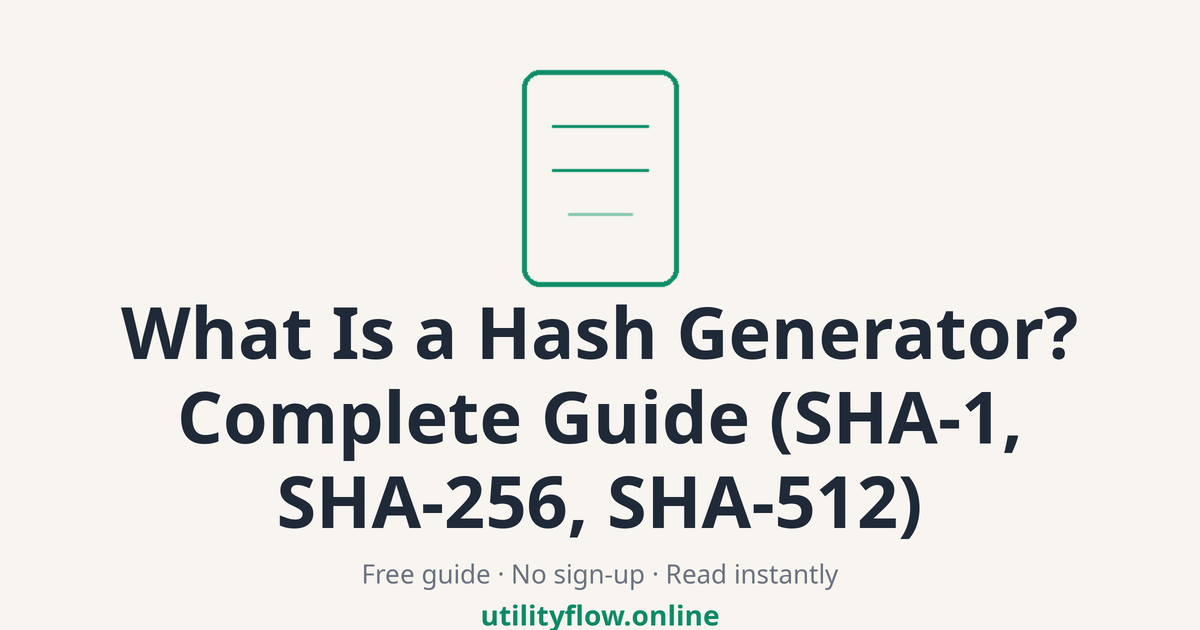 What Is a Hash Generator?
Complete Guide (SHA-1,
SHA-256, SHA-512)
Free guide · No sign-up · Read instantly
utilityflow.online